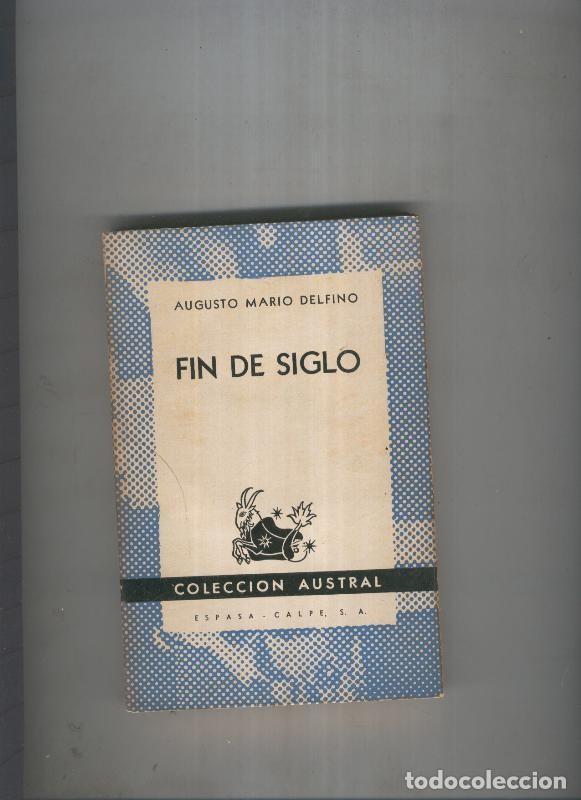 AUGUSTO MARIO DELFINO
FIN DE SIGLO
COLECCION AUSTRAL
ESPASA - CALPE, S. A.
todocoleccion